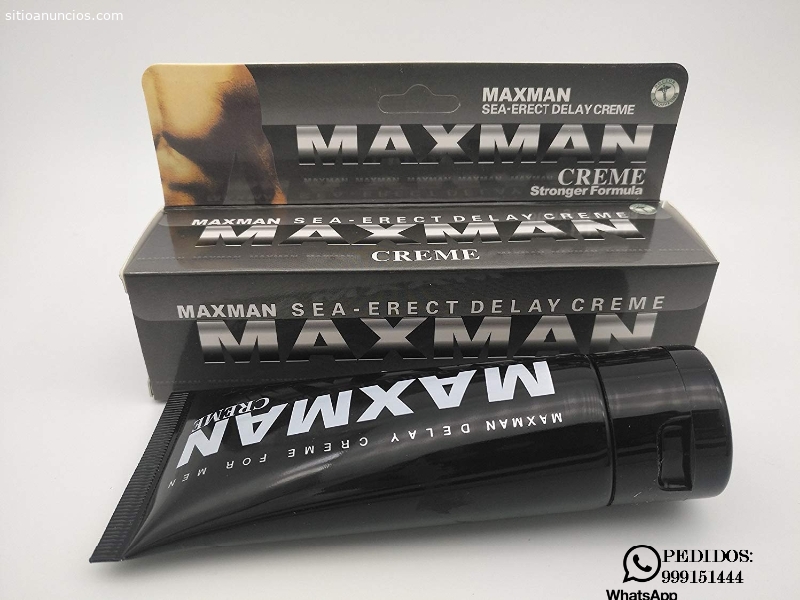 sitioanuncios.com
MAXMAN
SEA-ERECT DELAY CREME
MAXMAN
CREME
Stronger Formula
MAXMAN SEA-ERECT DELAY CREME
MAXMAN
CREME
MAXMAN SEA-ERECT DELAY CREME
MAXMAN
MAXMAN
CREME
MAXMAN DELAY CREME FOR MEN
PEDIDOS:
999151444
WhatsApp